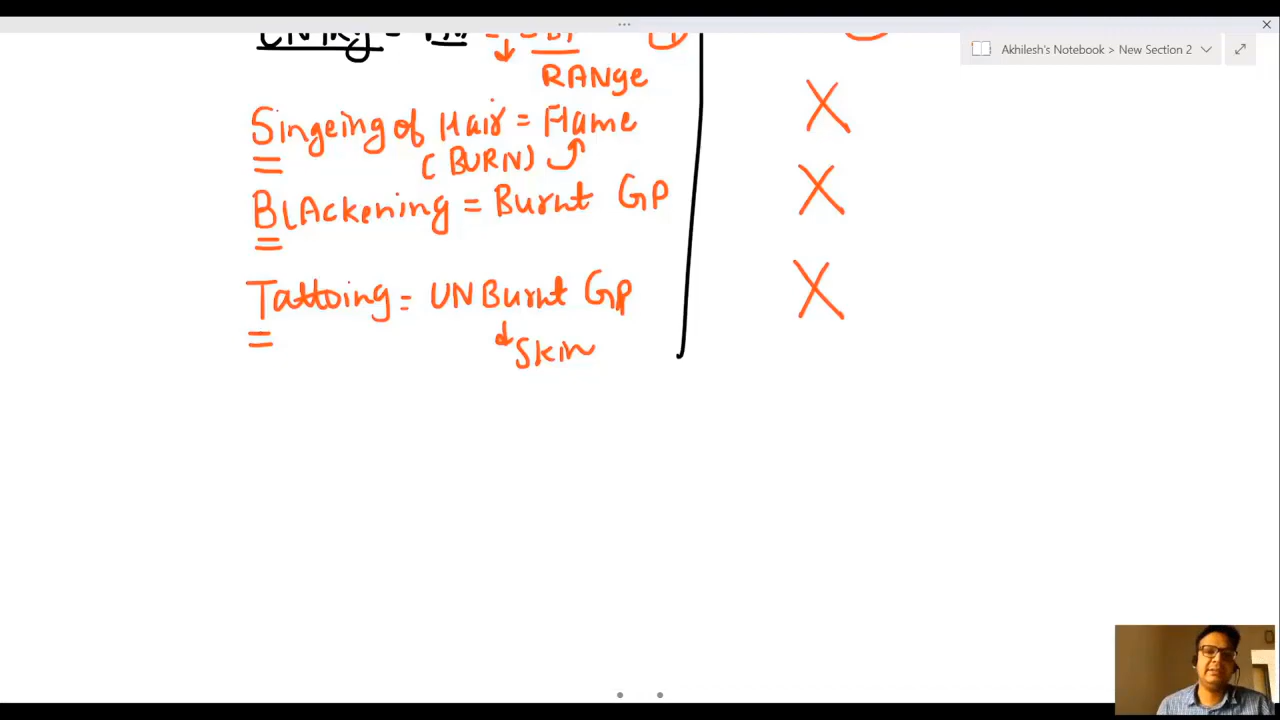 Akhilesh's Notebook > New Section 2
RANge
Singeing of Hair = Flame X
(BURN)
BlAckening = Burnt GP X
Tattoing = UNBurnt GP X
Skin